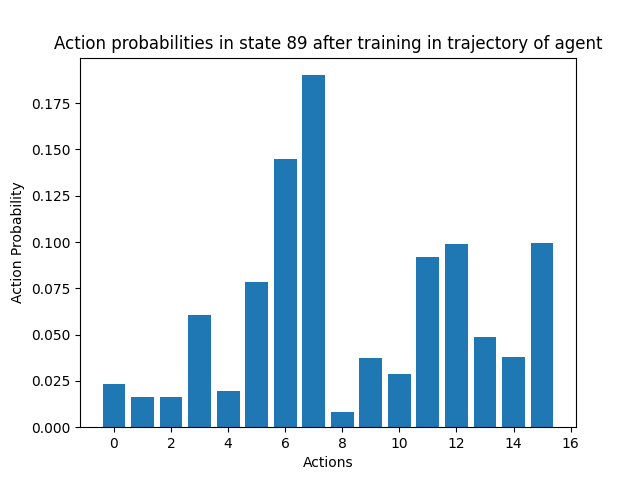 Action probabilities in state 89 after training in trajectory of agent
Action Probability
0.175
0.150
0.125
0.100
0.075
0.050
0.025
0.000
0 2 4 6 8 10 12 14 16
Actions